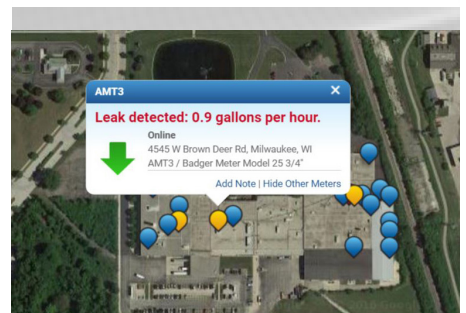 AMT3
Leak detected: 0.9 gallons per hour.
Online
4545 W Brown Deer Rd, Milwaukee, WI
AMT3 / Badger Meter Model 25 3/4"
Add Note | Hide Other Meters